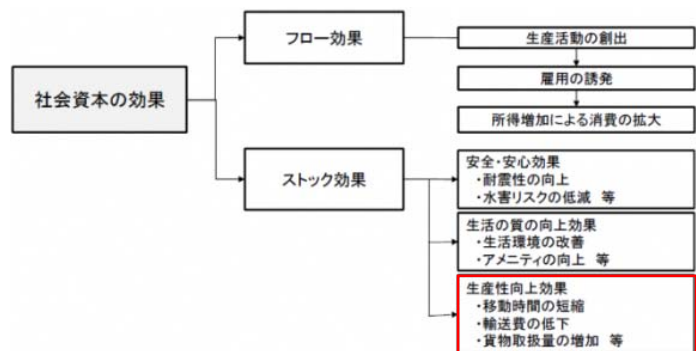 社会資本の効果
フロー効果
生産活動の創出
雇用の誘発
所得増加による消費の拡大
ストック効果
安全・安心効果
・耐震性の向上
・水害リスクの低減 等
生活の質の向上効果
・生活環境の改善
・アメニティの向上 等
生産性向上効果
・移動時間の短縮
・輸送費の低下
・貨物取扱量の増加 等